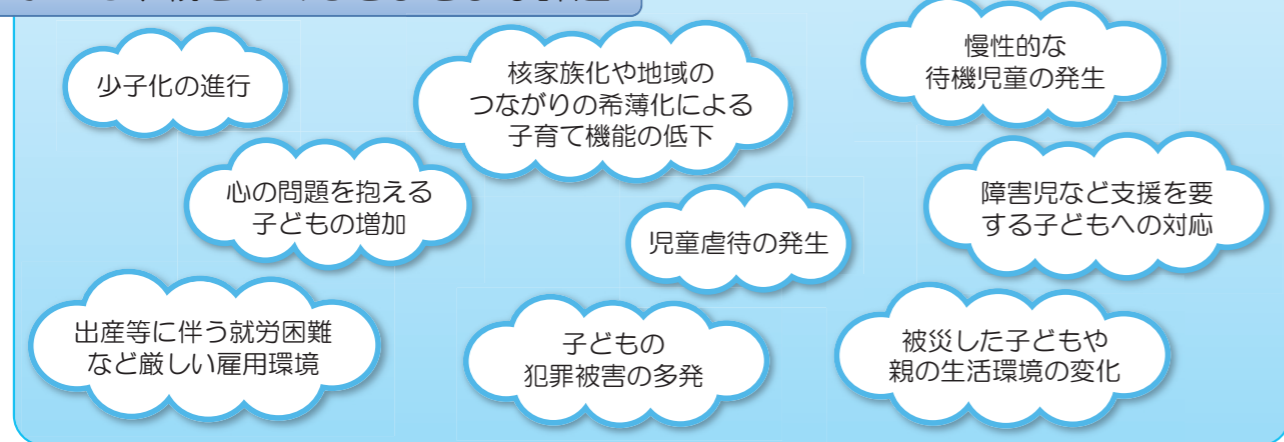 少子化の進行
核家族化や地域の
つながりの希薄化による
子育て機能の低下
慢性的な
待機児童の発生
心の問題を抱える
子どもの増加
児童虐待の発生
障害児など支援を要
する子どもへの対応
出産等に伴う就労困難
など厳しい雇用環境
子どもの
犯罪被害の多発
被災した子どもや
親の生活環境の変化